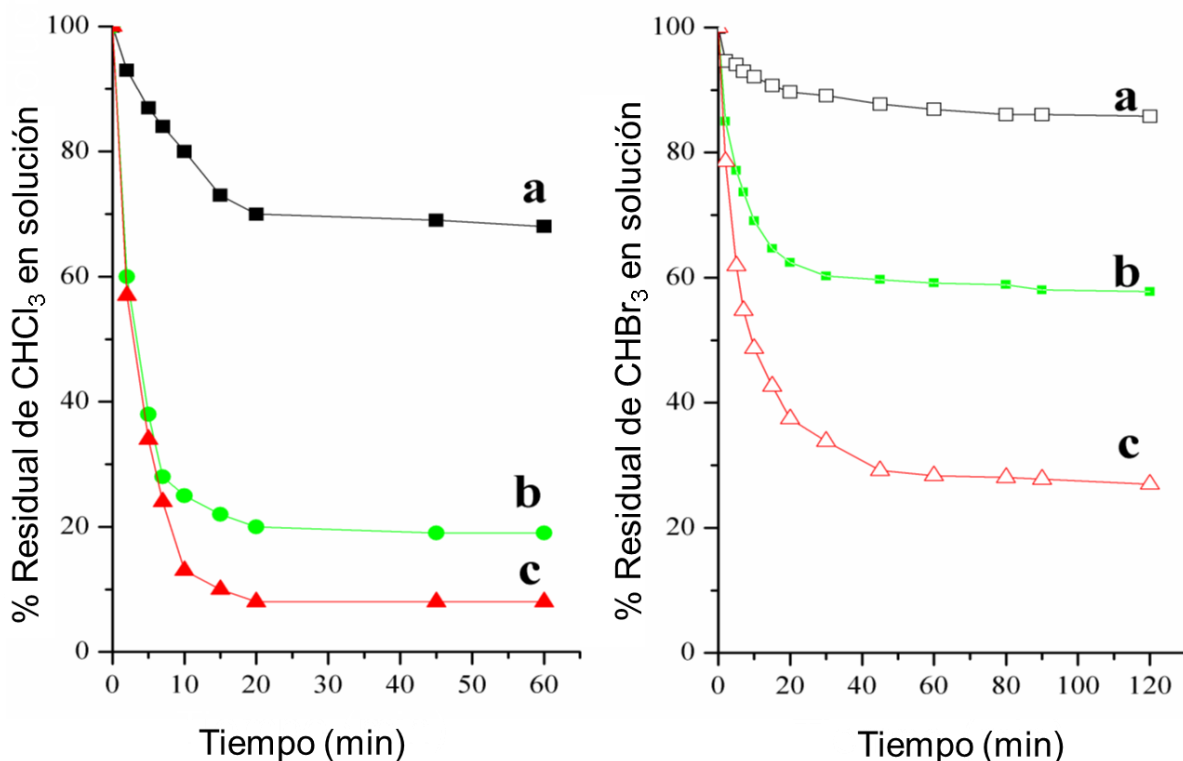 % Residual de CHCl₃ en solución
100
80
60
40
20
0
a
b
c
0 10 20 30 40 50 60
Tiempo (min)
% Residual de CHBr₃ en solución
100
80
60
40
20
0
a
b
c
0 20 40 60 80 100 120
Tiempo (min)